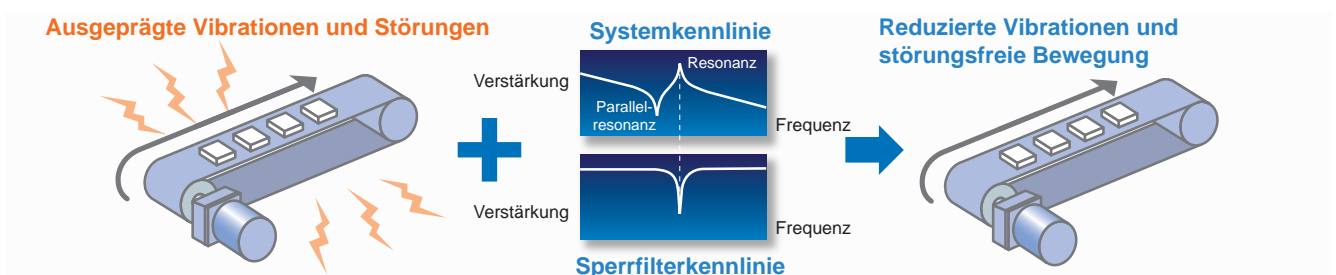 Ausgeprägte Vibrationen und Störungen
Systemkennlinie
Verstärkung
Resonanz
Parallel-
resonanz
Frequenz
Verstärkung
Frequenz
Sperrfilterkennlinie
Reduzierte Vibrationen und
störungsfreie Bewegung